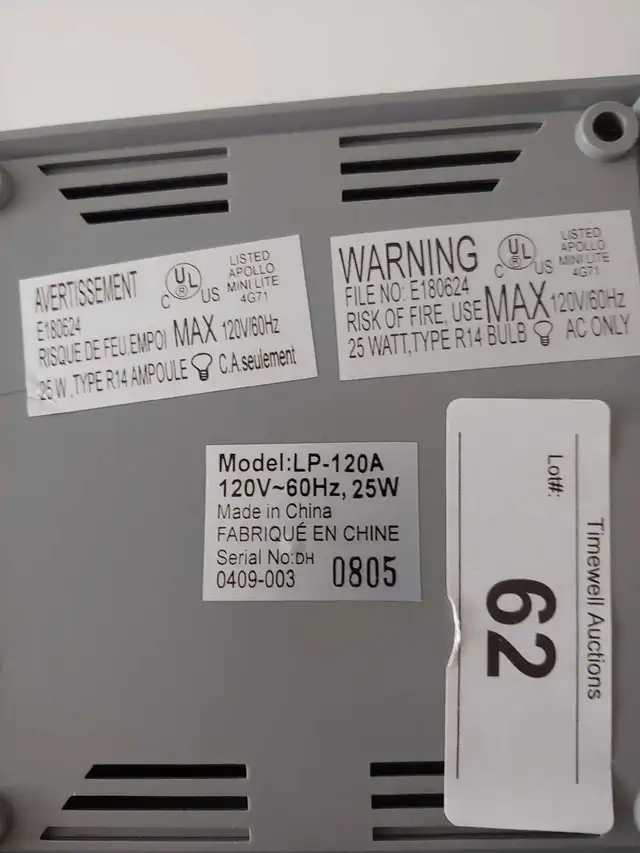 AVERTISSEMENT
C UL ® US
LISTED
APOLLO
MINI LITE
4G71
E180624
RISQUE DE FEU,EMPOI MAX 120V/60Hz
25 W , TYPE R14 AMPOULE C.A.seulement
WARNING
C UL ® US
LISTED
APOLLO
MINI LITE
4G71
FILE NO: E180624
RISK OF FIRE, USE MAX 120V/60Hz
25 WATT,TYPE R14 BULB AC ONLY
Model:LP-120A
120V~60Hz, 25W
Made in China
FABRIQUÉ EN CHINE
Serial No:DH
0409-003 0805
Timewell Auctions
Lot#:
62